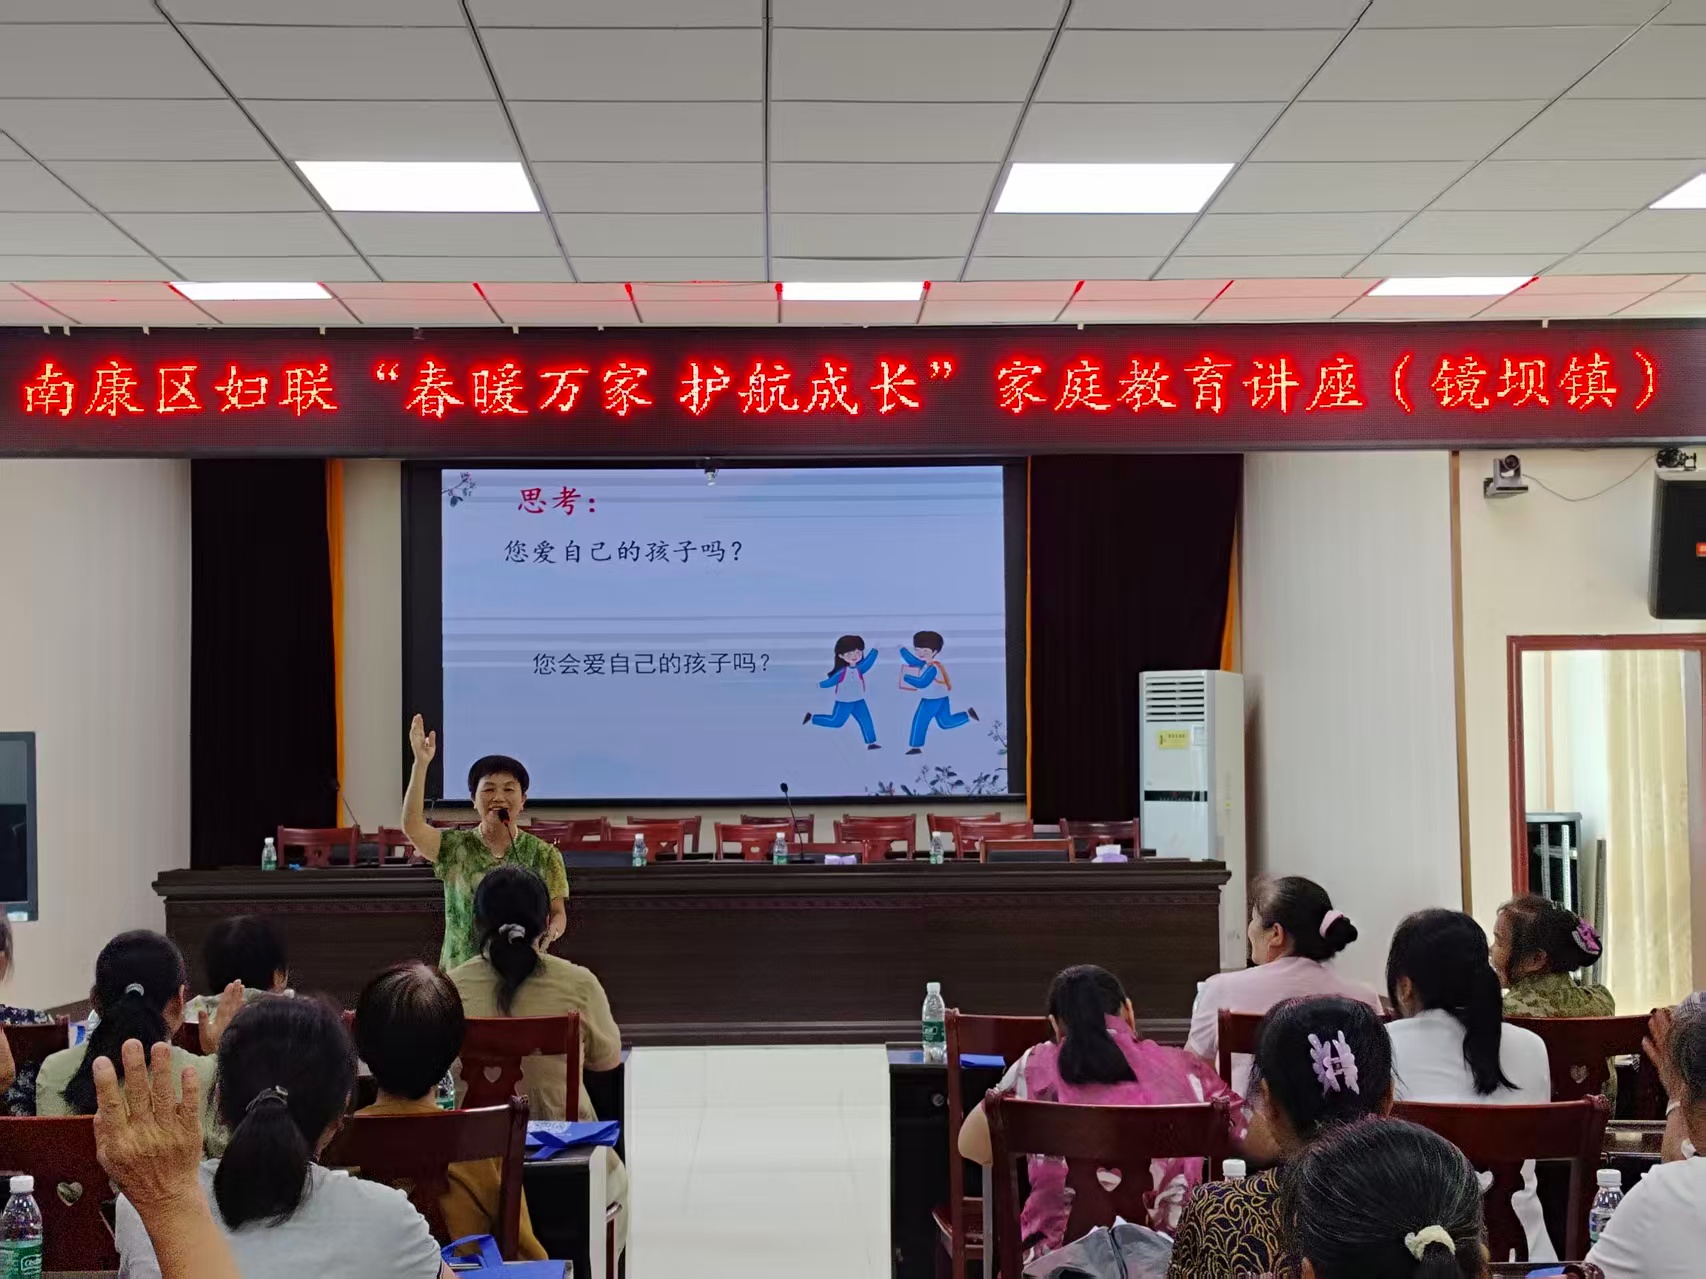 南康区妇联“春暖万家 护航成长”家庭教育讲座（镜坝镇）
思考：
您爱自己的孩子吗？
您会爱自己的孩子吗？